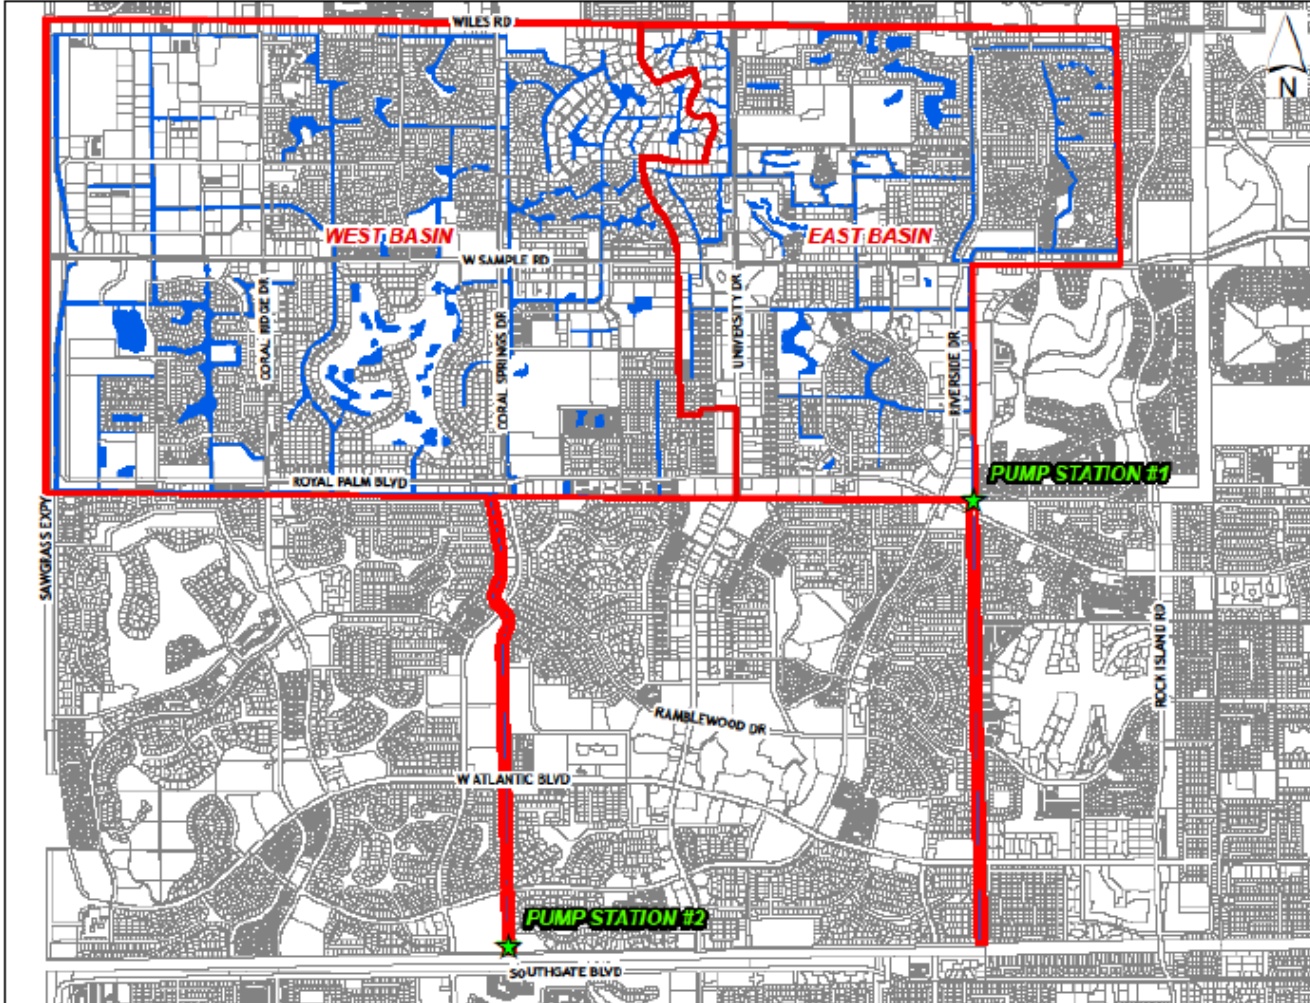 WILES RD
N
WEST BASIN
EAST BASIN
W SAMPLE RD
CORAL RIDGE DR
CORAL SPRINGS DR
UNIVERSITY DR
RIVERSIDE DR
PUMP STATION #1
ROYAL PALM BLVD
SAWGRASS EXPY
ROCK ISLAND RD
RAMBLEWOOD DR
W ATLANTIC BLVD
PUMP STATION #2
SOUTHGATE BLVD